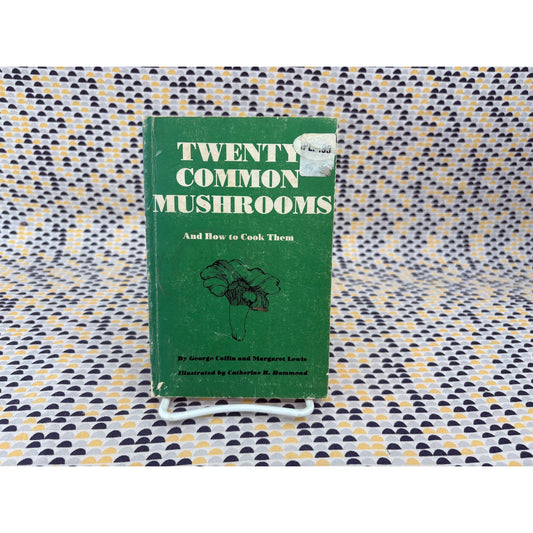 TWENTY
COMMON
MUSHROOMS
And How to Cook Them
By George Coffin and Margaret Lewis
Illustrated by Catherine R. Hammond